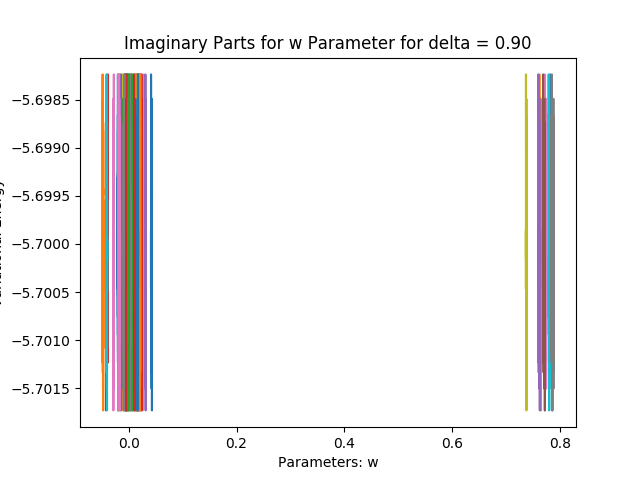 Imaginary Parts for w Parameter for delta = 0.90
−5.6985
−5.6990
−5.6995
−5.7000
−5.7005
−5.7010
−5.7015
0.0 0.2 0.4 0.6 0.8
Parameters: w